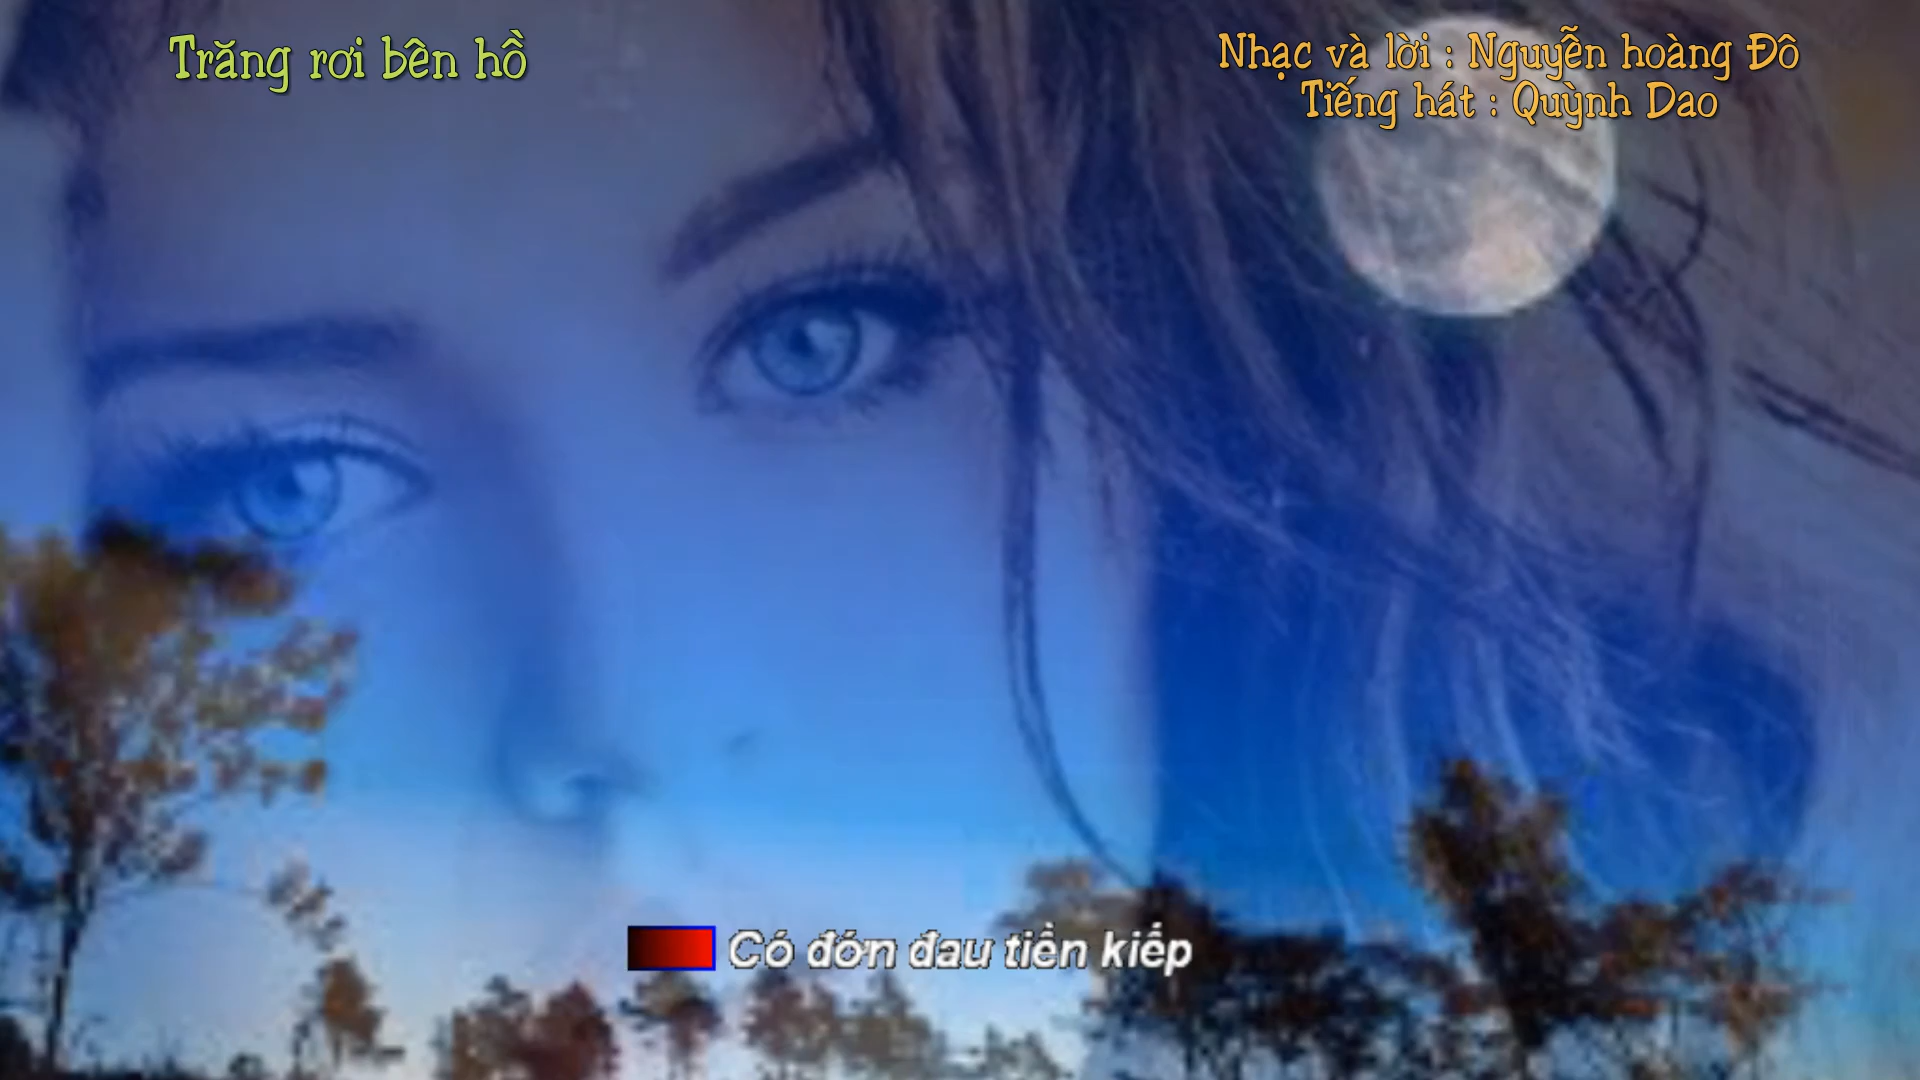 Trăng rơi bên hồ
Nhạc và lời : Nguyễn hoàng Đô
Tiếng hát : Quỳnh Dao
Có đớn đau tiền kiếp